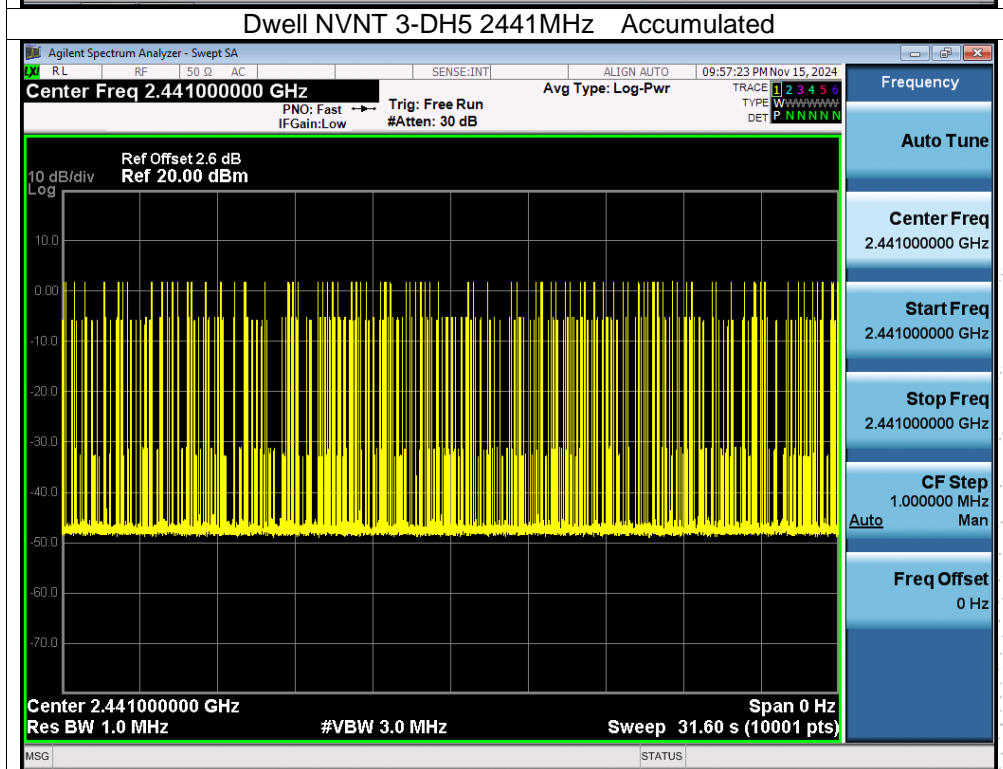 Dwell NVNT 3-DH5 2441MHz Accumulated
Agilent Spectrum Analyzer - Swept SA
LXI RL RF 50 Ω AC SENSE:INT ALIGN AUTO 09:57:23 PM Nov 15, 2024
Center Freq 2.441000000 GHz
PNO: Fast
IFGain:Low
Trig: Free Run
#Atten: 30 dB
Avg Type: Log-Pwr
TRACE 1 2 3 4 5 6
TYPE WWWWWWW
DET P N N N N N
Ref Offset 2.6 dB
10 dB/div Ref 20.00 dBm
Log
10.0
0.00
-10.0
-20.0
-30.0
-40.0
-50.0
-60.0
-70.0
Center 2.441000000 GHz Span 0 Hz
Res BW 1.0 MHz #VBW 3.0 MHz Sweep 31.60 s (10001 pts)
MSG STATUS
Frequency
Auto Tune
Center Freq
2.441000000 GHz
Start Freq
2.441000000 GHz
Stop Freq
2.441000000 GHz
CF Step
1.000000 MHz
Auto Man
Freq Offset
0 Hz